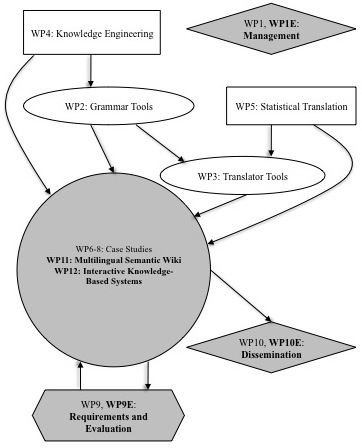 WP4: Knowledge Engineering
WP1, WP1E:
Management
WP2: Grammar Tools
WP5: Statistical Translation
WP3: Translator Tools
WP6-8: Case Studies
WP11: Multilingual Semantic Wiki
WP12: Interactive Knowledge-
Based Systems
WP10, WP10E:
Dissemination
WP9, WP9E:
Requirements and
Evaluation